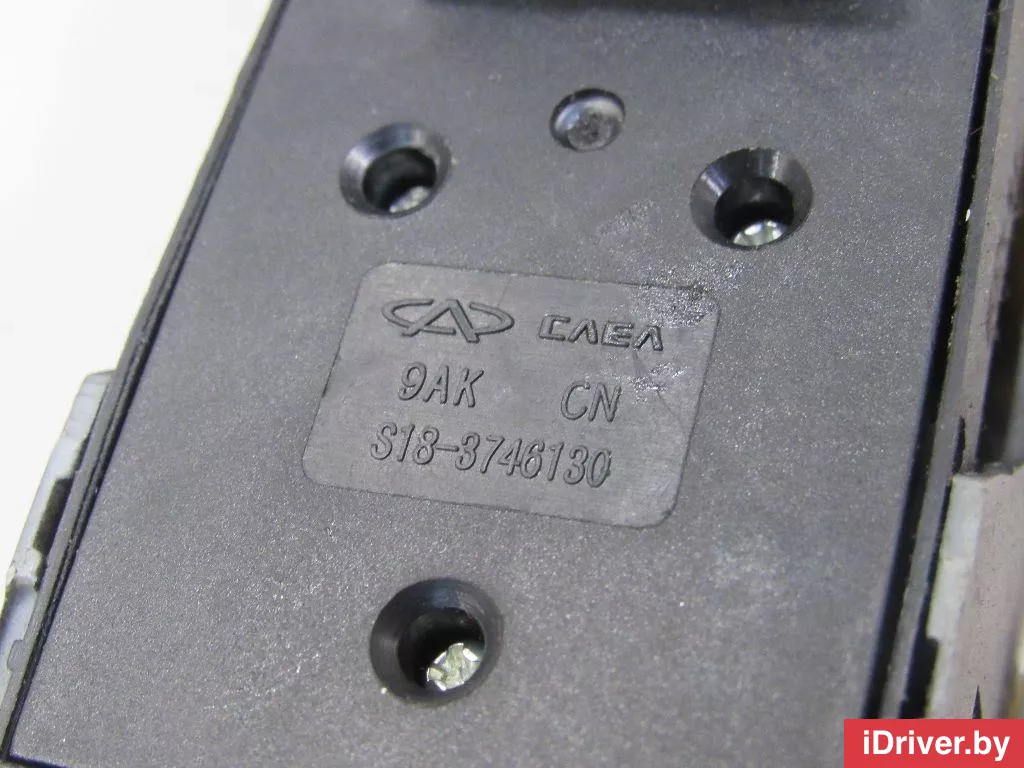 CAEA
9AK CN
S18-3746130
iDriver.by